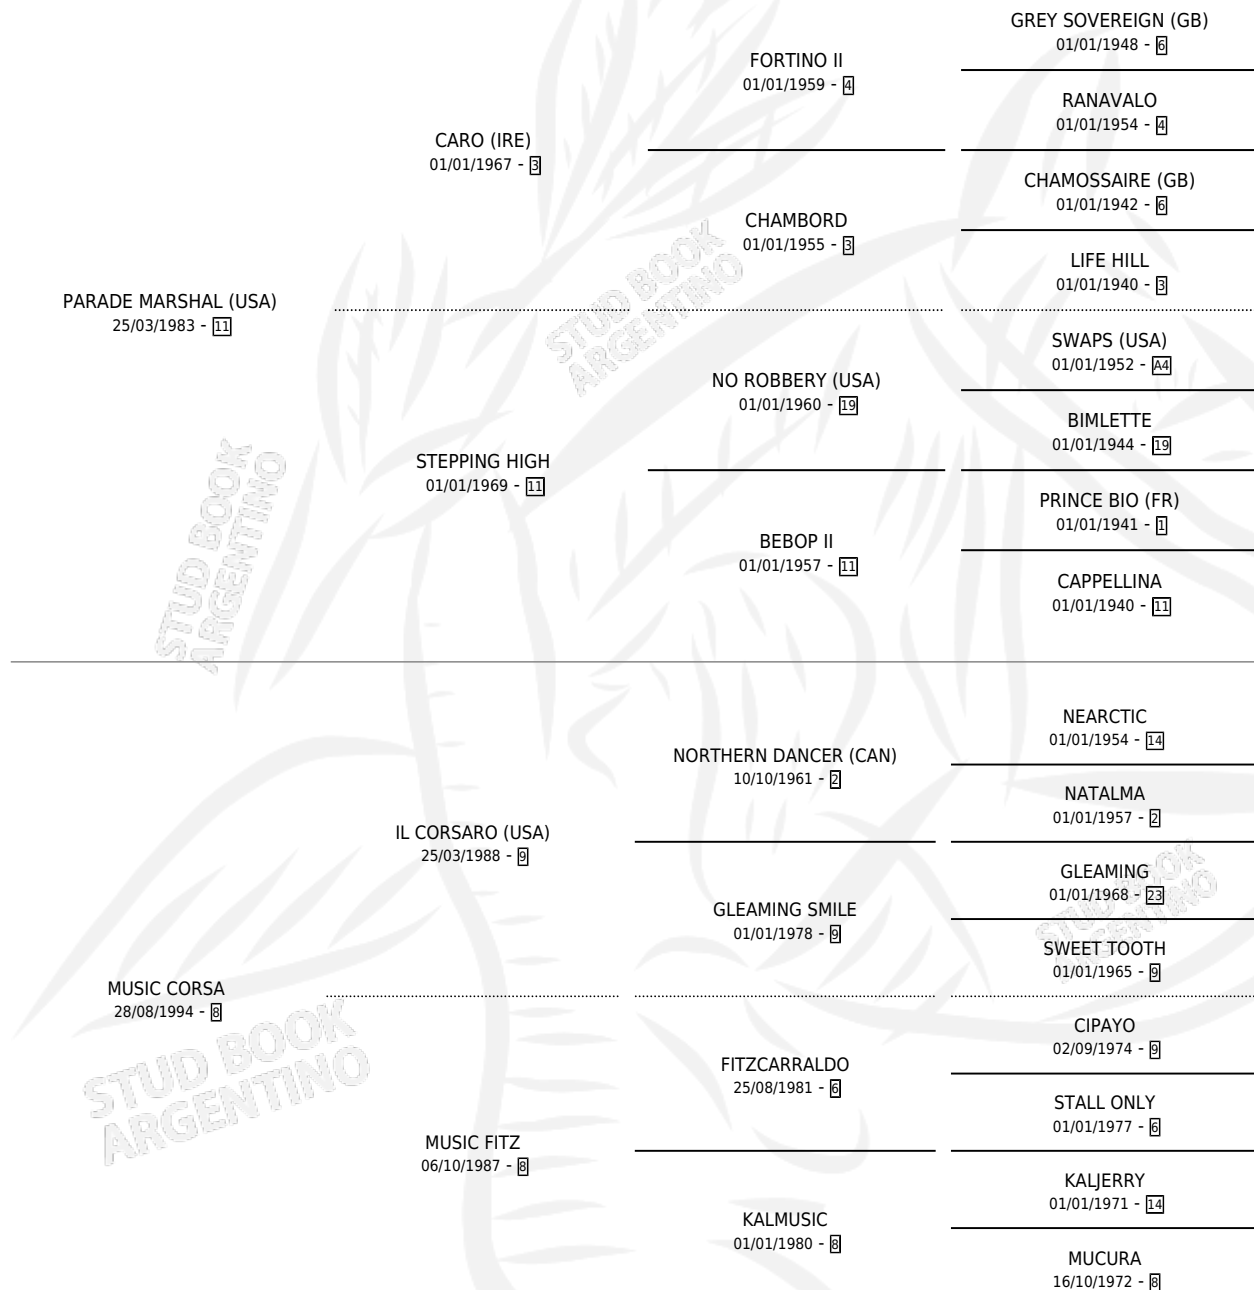 GREY SOVEREIGN (GB)
01/01/1948 - 6
FORTINO II
01/01/1959 - 4
RANAVALO
01/01/1954 - 4
CARO (IRE)
01/01/1967 - 3
CHAMOSSAIRE (GB)
01/01/1942 - 6
CHAMBORD
01/01/1955 - 3
LIFE HILL
01/01/1940 - 3
PARADE MARSHAL (USA)
25/03/1983 - 11
SWAPS (USA)
01/01/1952 - A4
NO ROBBERY (USA)
01/01/1960 - 19
BIMLETTE
01/01/1944 - 19
STEPPING HIGH
01/01/1969 - 11
PRINCE BIO (FR)
01/01/1941 - 1
BEBOP II
01/01/1957 - 11
CAPPELLINA
01/01/1940 - 11
NEARCTIC
01/01/1954 - 14
NORTHERN DANCER (CAN)
10/10/1961 - 2
NATALMA
01/01/1957 - 2
IL CORSARO (USA)
25/03/1988 - 9
GLEAMING
01/01/1968 - 23
GLEAMING SMILE
01/01/1978 - 9
SWEET TOOTH
01/01/1965 - 9
MUSIC CORSA
28/08/1994 - 8
CIPAYO
02/09/1974 - 9
FITZCARRALDO
25/08/1981 - 6
STALL ONLY
01/01/1977 - 6
MUSIC FITZ
06/10/1987 - 8
KALJERRY
01/01/1971 - 14
KALMUSIC
01/01/1980 - 8
MUCURA
16/10/1972 - 8
STUD BOOK
ARGENTINO
STUD BOOK
ARGENTINO
STUD BOOK
ARGENTINO
STUD BOOK
ARGENTINO